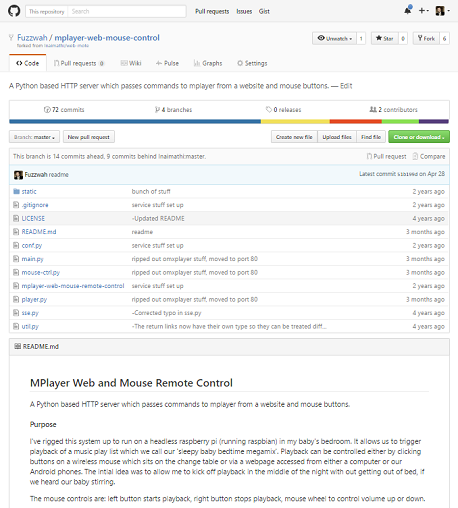 This repository Search Pull requests Issues Gist
Fuzzwah / mplayer-web-mouse-control
forked from
Unwatch 1 Star 0 Fork 6
Code Pull requests 0 Wiki Pulse Graphs Settings
A Python based HTTP server which passes commands to mplayer from a website and mouse buttons. — Edit
72 commits 4 branches 0 releases 2 contributors
Branch: master New pull request Create new file Upload files Find file Clone or download
This branch is 14 commits ahead, 9 commits behind Inaimathi:master. Pull request Compare
Fuzzwah readme Latest commit on Apr 28
static bunch of stuff 2 years ago
.gitignore service stuff set up 2 years ago
LICENSE -Updated README 4 years ago
README.md readme 3 months ago
conf.py service stuff set up 2 years ago
main.py ripped out omxplayer stuff, moved to port 80 3 months ago
mouse-ctrl.py ripped out omxplayer stuff, moved to port 80 3 months ago
mplayer-web-mouse-remote-control service stuff set up 2 years ago
player.py ripped out omxplayer stuff, moved to port 80 3 months ago
sse.py -Corrected typo in sse.py 4 years ago
util.py -The return links now have their own type so they can be treated diff... 4 years ago
README.md
MPlayer Web and Mouse Remote Control
A Python based HTTP server which passes commands to mplayer from a website and mouse buttons.
Purpose
I've rigged this system up to run on a headless raspberry pi (running raspbian) in my baby's bedroom. It allows us to trigger
playback of a music play list which we call our 'sleepy baby bedtime megamix'. Playback can be controlled either by clicking
buttons on a wireless mouse which sits on the change table or via a webpage accessed from either a computer or our
Android phones. The intial idea was to allow me to kick off playback in the middle of the night with out getting out of bed, if
we heard our baby stirring.
The mouse controls are: left button starts playback, right button stops playback, mouse wheel to control volume up or down.